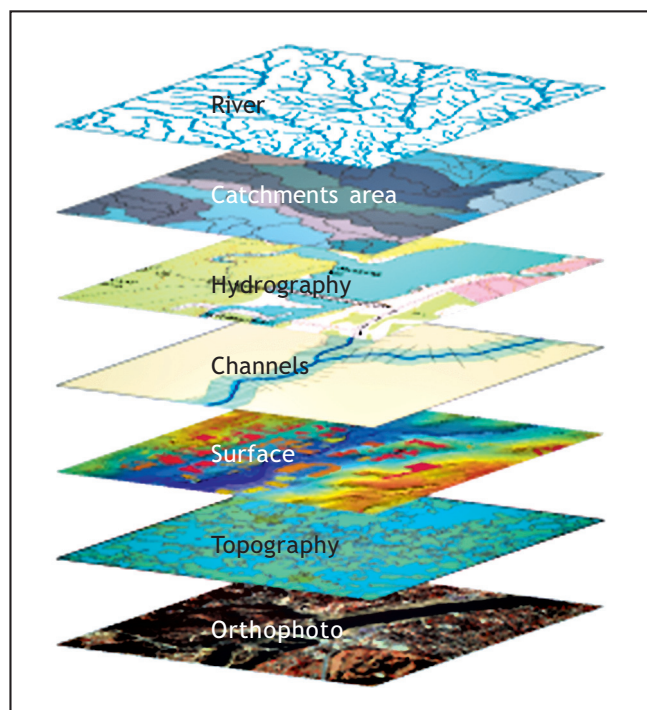 River
Catchments area
Hydrography
Channels
Surface
Topography
Orthophoto